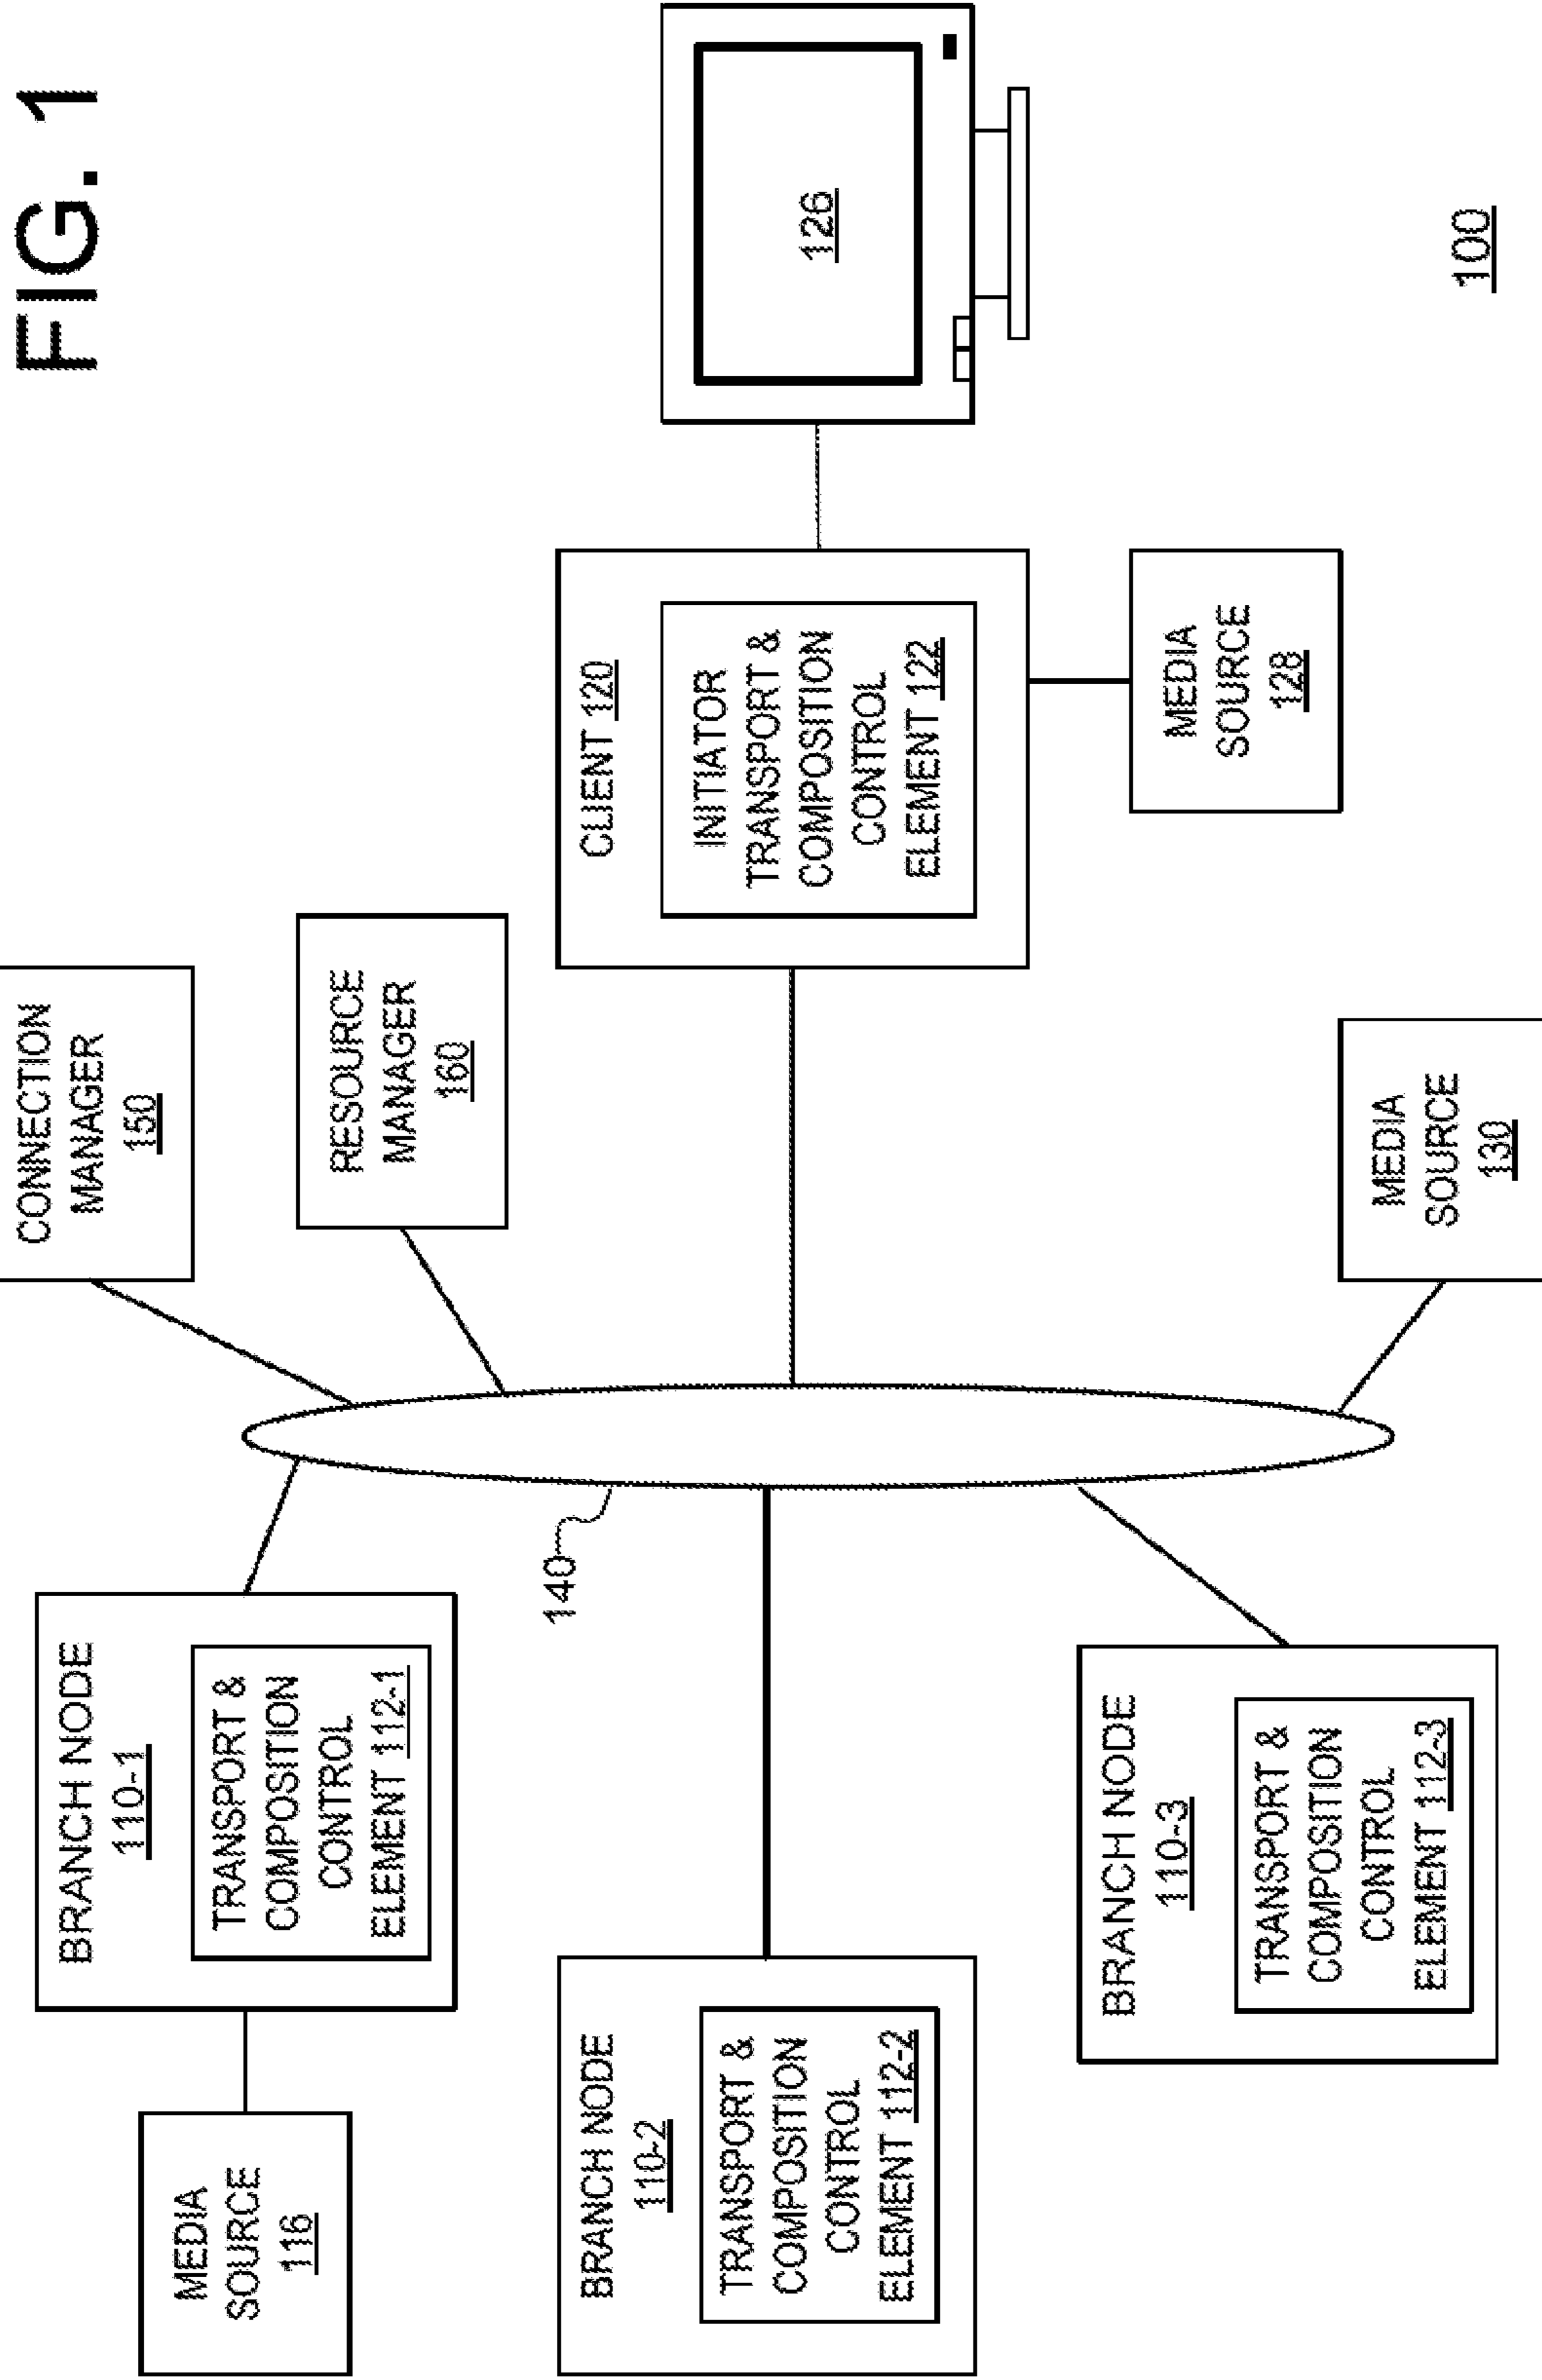 FIG. 1
CONNECTION
MANAGER
150
RESOURCE
MANAGER
160
BRANCH NODE
110-1
TRANSPORT &
COMPOSITION
CONTROL
ELEMENT 112-1
MEDIA
SOURCE
116
140
CLIENT 120
INITIATOR
TRANSPORT &
COMPOSITION
CONTROL
ELEMENT 122
126
BRANCH NODE
110-2
TRANSPORT &
COMPOSITION
CONTROL
ELEMENT 112-2
MEDIA
SOURCE
128
BRANCH NODE
110-3
TRANSPORT &
COMPOSITION
CONTROL
ELEMENT 112-3
MEDIA
SOURCE
130
100